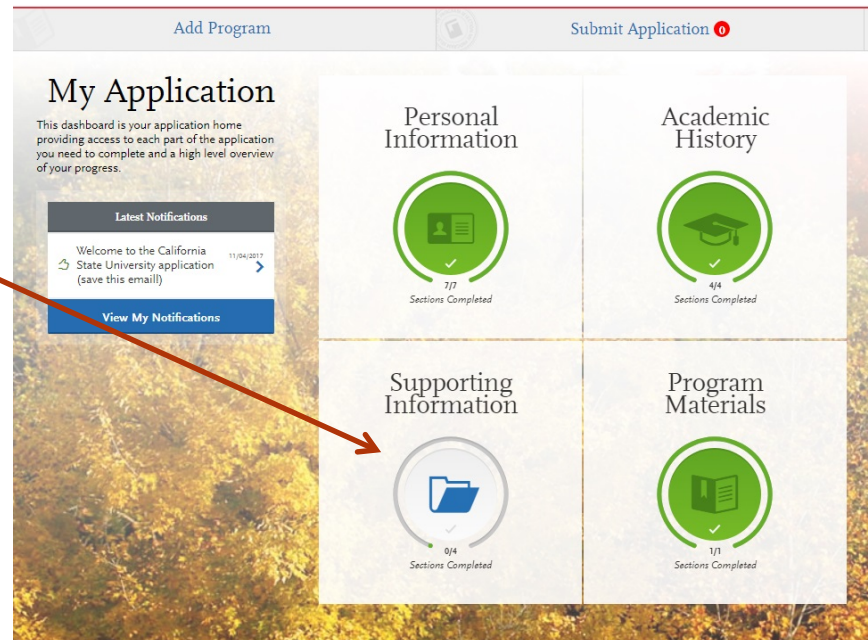 Add Program
Submit Application 0
My Application
This dashboard is your application home
providing access to each part of the application
you need to complete and a high level overview
of your progress.
Latest Notifications
Welcome to the California
State University application
(save this emaill)
11/04/2017
View My Notifications
Personal
Information
7/7
Sections Completed
Academic
History
4/4
Sections Completed
Supporting
Information
0/4
Sections Completed
Program
Materials
1/1
Sections Completed